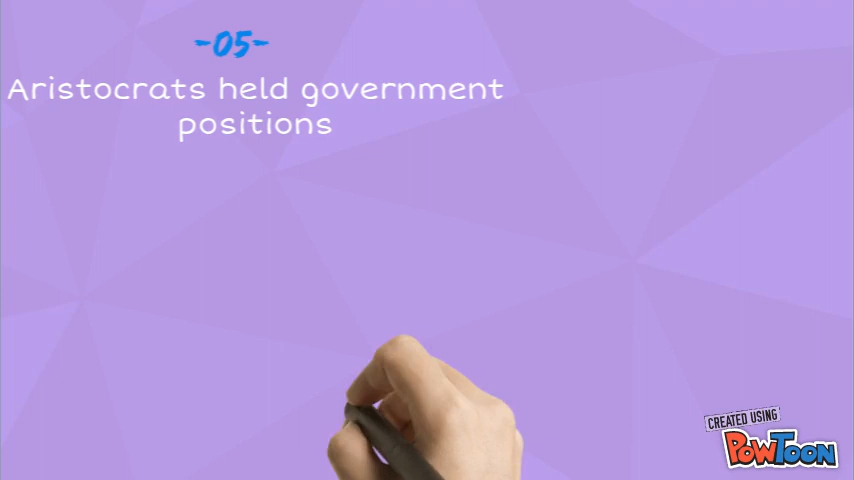 -05-
Aristocrats held government
positions
CREATED USING
POWTOON